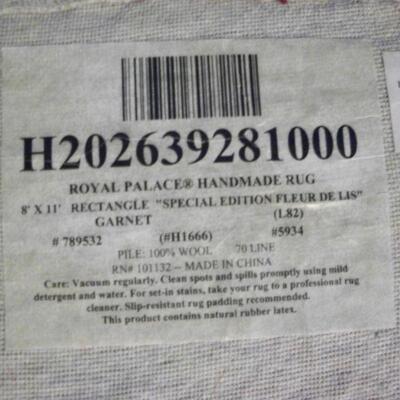 H202639281000
ROYAL PALACE® HANDMADE RUG
8' X 11' RECTANGLE "SPECIAL EDITION FLEUR DE LIS"
GARNET (L82)
# 789532 (#H1666) #5934
PILE: 100% WOOL 70 LINE
RN# 101132 -- MADE IN CHINA
Care: Vacuum regularly. Clean spots and spills promptly using mild
detergent and water. For set-in stains, take your rug to a professional rug
cleaner. Slip-resistant rug padding recommended.
This product contains natural rubber latex.